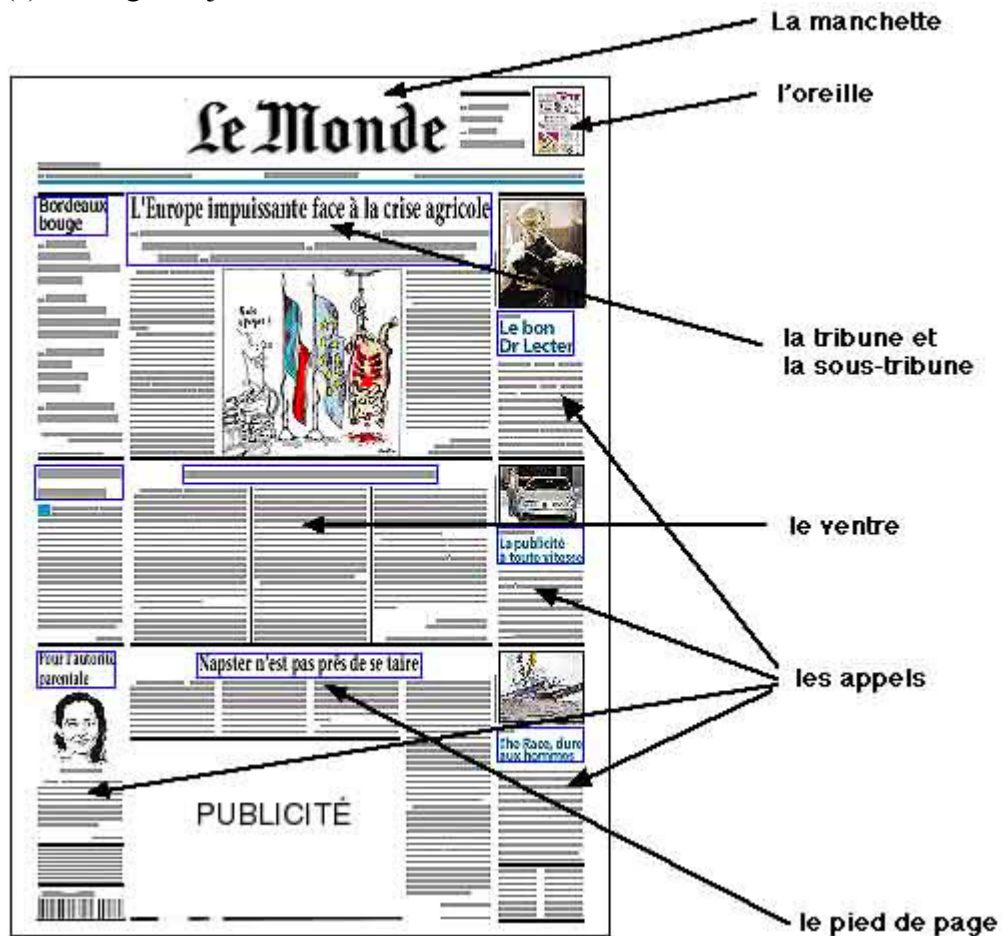 La manchette
l'oreille
Le Monde
Bordeaux
bouge
L'Europe impuissante face à la crise agricole
Le bon
Dr Lecter
la tribune et
la sous-tribune
le ventre
La publicité
à toute vitesse
Pour l'autorité
parentale
Napster n'est pas près de se taire
les appels
The Race, dure
aux hommes
PUBLICITÉ
le pied de page